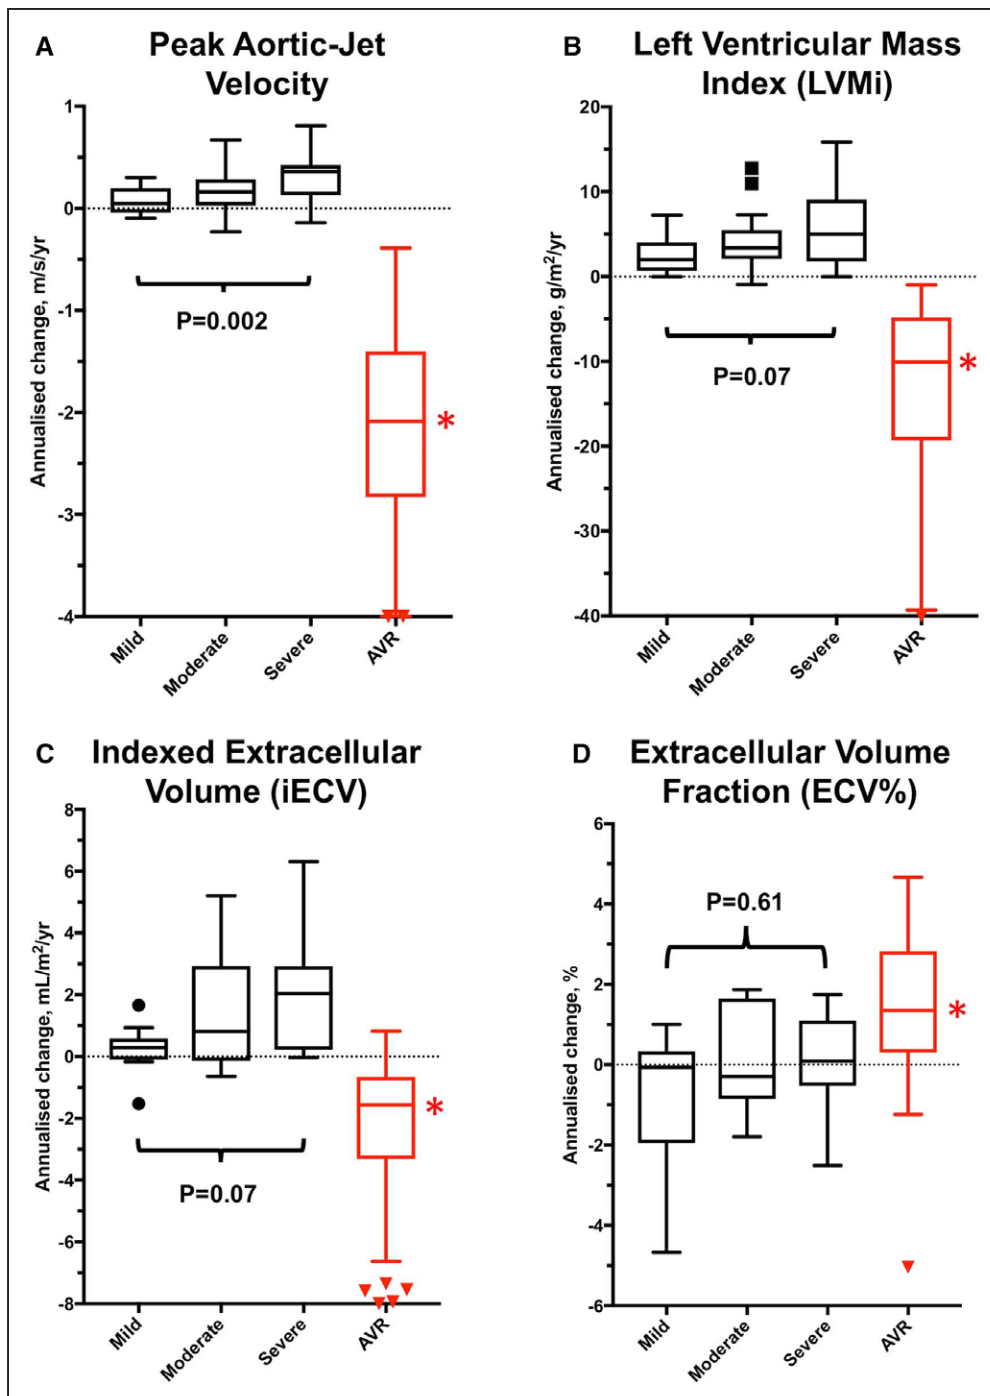 A
Peak Aortic-Jet
Velocity
Annualised change, m/s/yr
1
0
-1
-2
-3
-4
P=0.002
*
Mild
Moderate
Severe
AVR
B
Left Ventricular Mass
Index (LVMi)
Annualised change, g/m²/yr
20
10
0
-10
-20
-30
-40
P=0.07
*
Mild
Moderate
Severe
AVR
C
Indexed Extracellular
Volume (iECV)
Annualised change, mL/m²/yr
8
6
4
2
0
-2
-4
-6
-8
P=0.07
*
Mild
Moderate
Severe
AVR
D
Extracellular Volume
Fraction (ECV%)
Annualised change, %
6
4
2
0
-2
-4
-6
P=0.61
*
Mild
Moderate
Severe
AVR